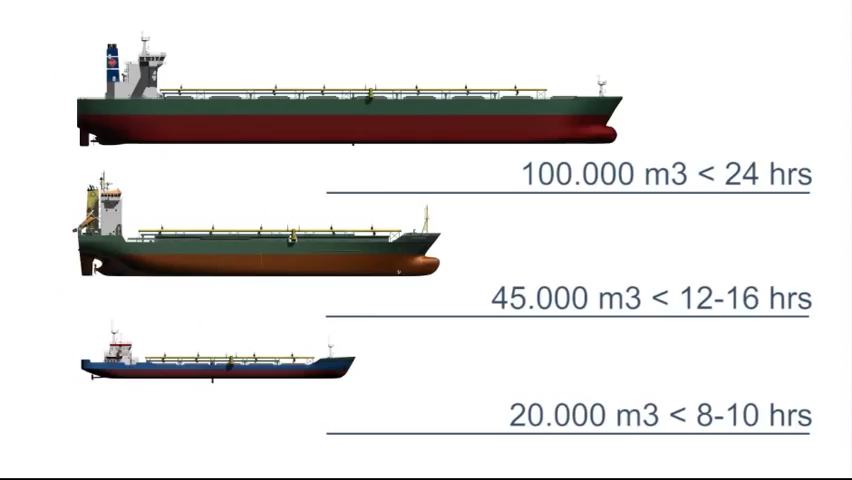 100.000 m3 < 24 hrs
45.000 m3 < 12-16 hrs
20.000 m3 < 8-10 hrs